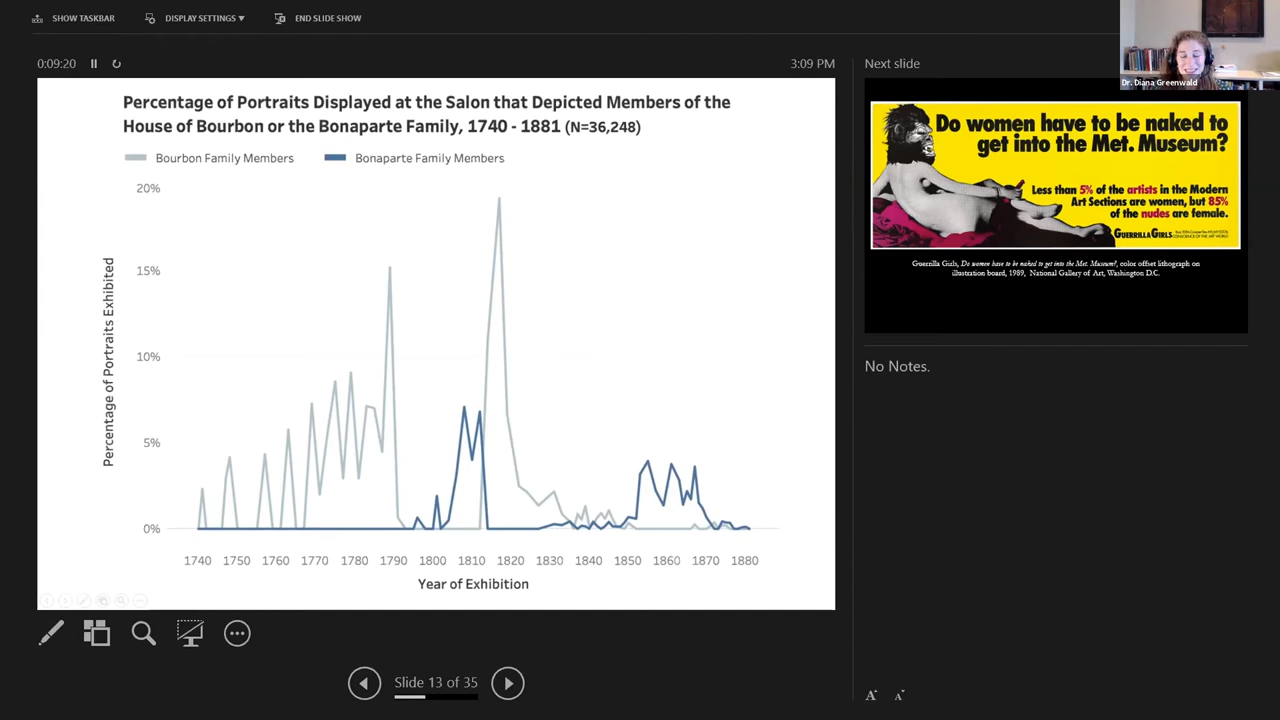 SHOW TASKBAR
DISPLAY SETTINGS ▼
END SLIDE SHOW
0:09:20
3:09 PM
Percentage of Portraits Displayed at the Salon that Depicted Members of the
House of Bourbon or the Bonaparte Family, 1740 - 1881 (N=36,248)
Bourbon Family Members
Bonaparte Family Members
20%
15%
10%
5%
0%
Percentage of Portraits Exhibited
1740 1750 1760 1770 1780 1790 1800 1810 1820 1830 1840 1850 1860 1870 1880
Year of Exhibition
Slide 13 of 35
Next slide
Dr. Diana Greenwald
Do women have to be naked to
get into the Met. Museum?
Less than 5% of the artists in the Modern
Art Sections are women, but 85%
of the nudes are female.
GUERRILLA GIRLS
Guerrilla Girls, Do women have to be naked to get into the Met. Museum?, color offset lithograph on
illustration board, 1989, National Gallery of Art, Washington D.C.
No Notes.
A A